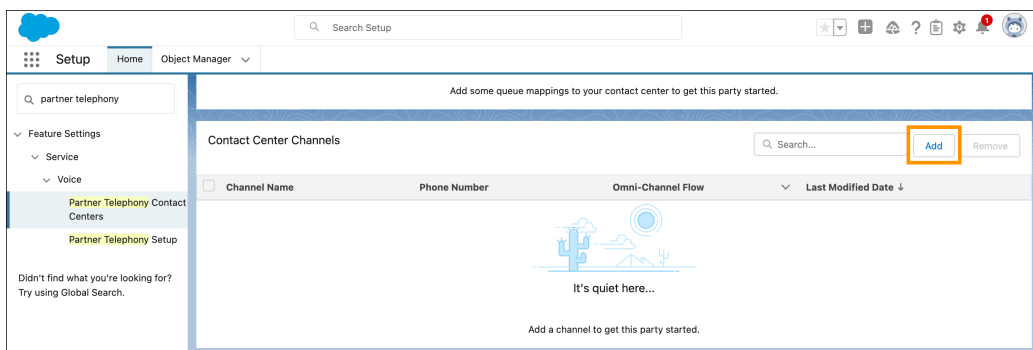 Search Setup
1
Setup
Home
Object Manager
partner telephony
Feature Settings
Service
Voice
Partner Telephony Contact
Centers
Partner Telephony Setup
Didn't find what you're looking for?
Try using Global Search.
Add some queue mappings to your contact center to get this party started.
Contact Center Channels
Search...
Add
Remove
Channel Name
Phone Number
Omni-Channel Flow
Last Modified Date ↓
It's quiet here...
Add a channel to get this party started.